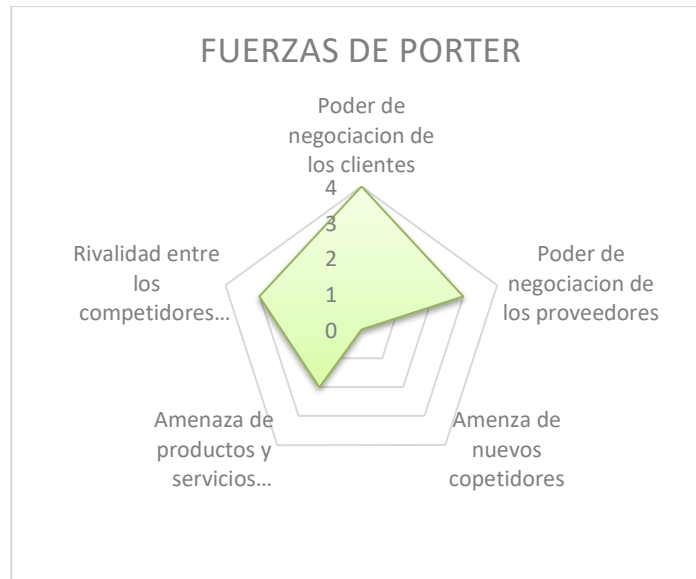 FUERZAS DE PORTER
Poder de
negociacion de
los clientes
4
3
2
1
0
Poder de
negociacion de
los proveedores
Amenza de
nuevos
copetidores
Amenaza de
productos y
servicios...
Rivalidad entre
los
competidores...